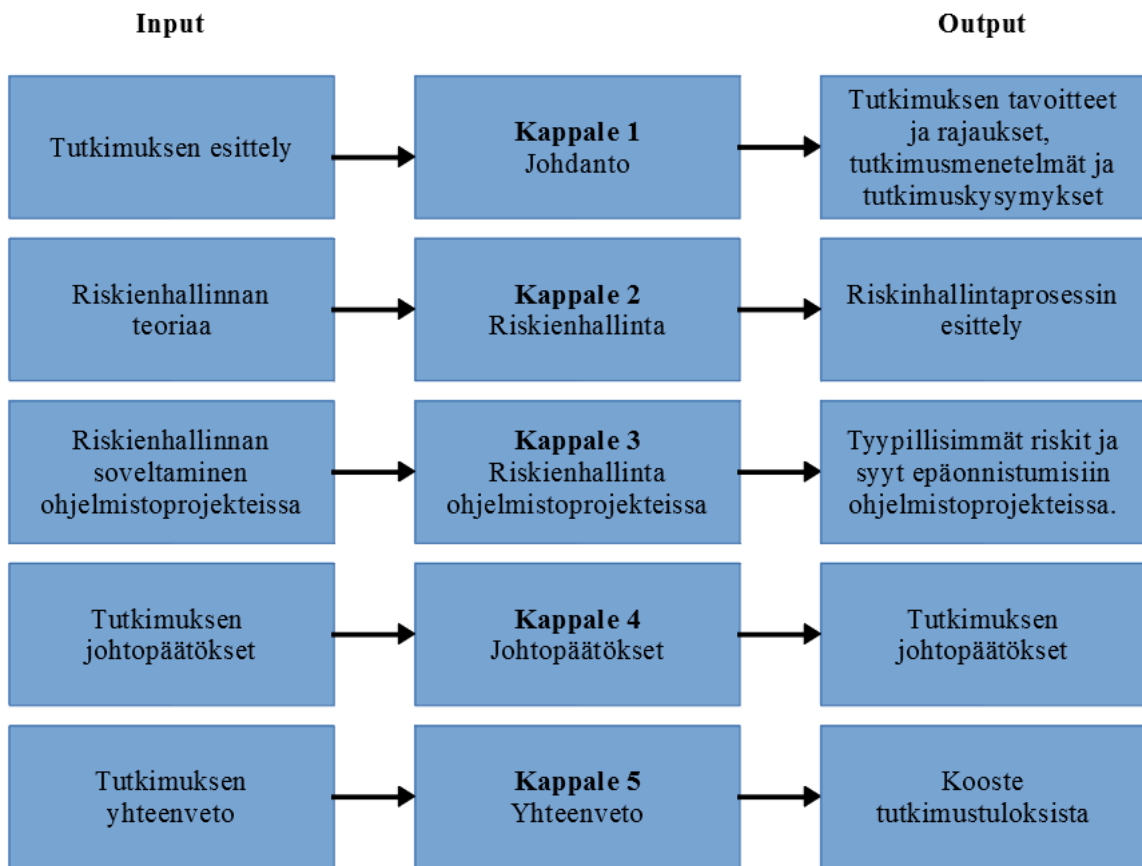 Input
Output
Tutkimuksen esittely
Kappale 1
Johdanto
Tutkimuksen tavoitteet
ja rajaukset,
tutkimusmenetelmät ja
tutkimuskysymykset
Riskienhallinnan
teoriaa
Kappale 2
Riskienhallinta
Riskinhallintaprosessin
esittely
Riskienhallinnan
soveltaminen
ohjelmistoprojekteissa
Kappale 3
Riskienhallinta
ohjelmistoprojekteissa
Tyypillisimmät riskit ja
syyt epäonnistumisiin
ohjelmistoprojekteissa.
Tutkimuksen
johtopäätökset
Kappale 4
Johtopäätökset
Tutkimuksen
johtopäätökset
Tutkimuksen
yhteenveto
Kappale 5
Yhteenveto
Kooste
tutkimustuloksista